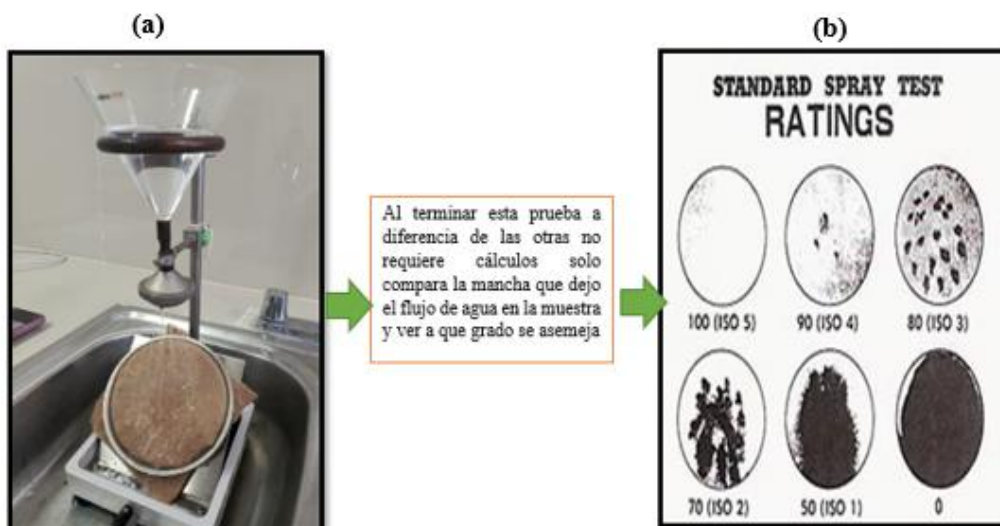 (a)
(b)
Al terminar esta prueba a
diferencia de las otras no
requiere cálculos solo
compara la mancha que dejo
el flujo de agua en la muestra
y ver a que grado se asemeja
STANDARD SPRAY TEST
RATINGS
100 (ISO 5)
90 (ISO 4)
80 (ISO 3)
70 (ISO 2)
50 (ISO 1)
0